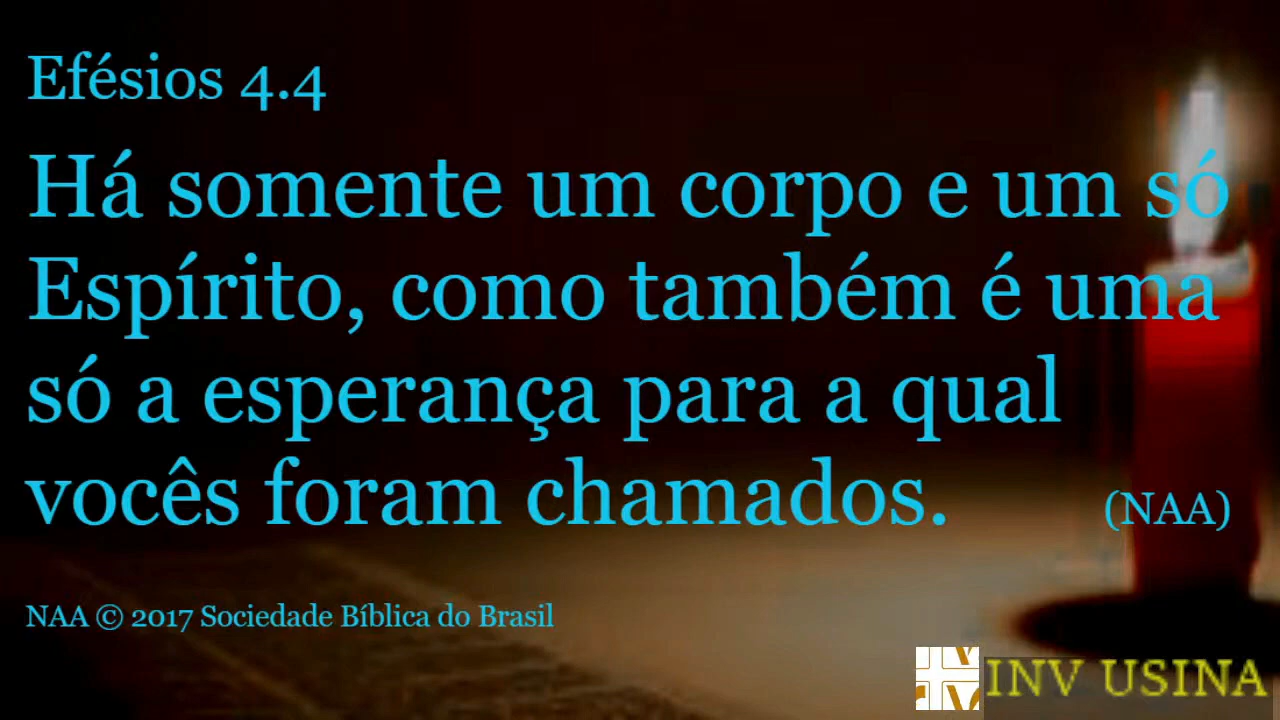 Efésios 4.4
Há somente um corpo e um só
Espírito, como também é uma
só a esperança para a qual
vocês foram chamados. (NAA)
NAA © 2017 Sociedade Bíblica do Brasil
INV USINA